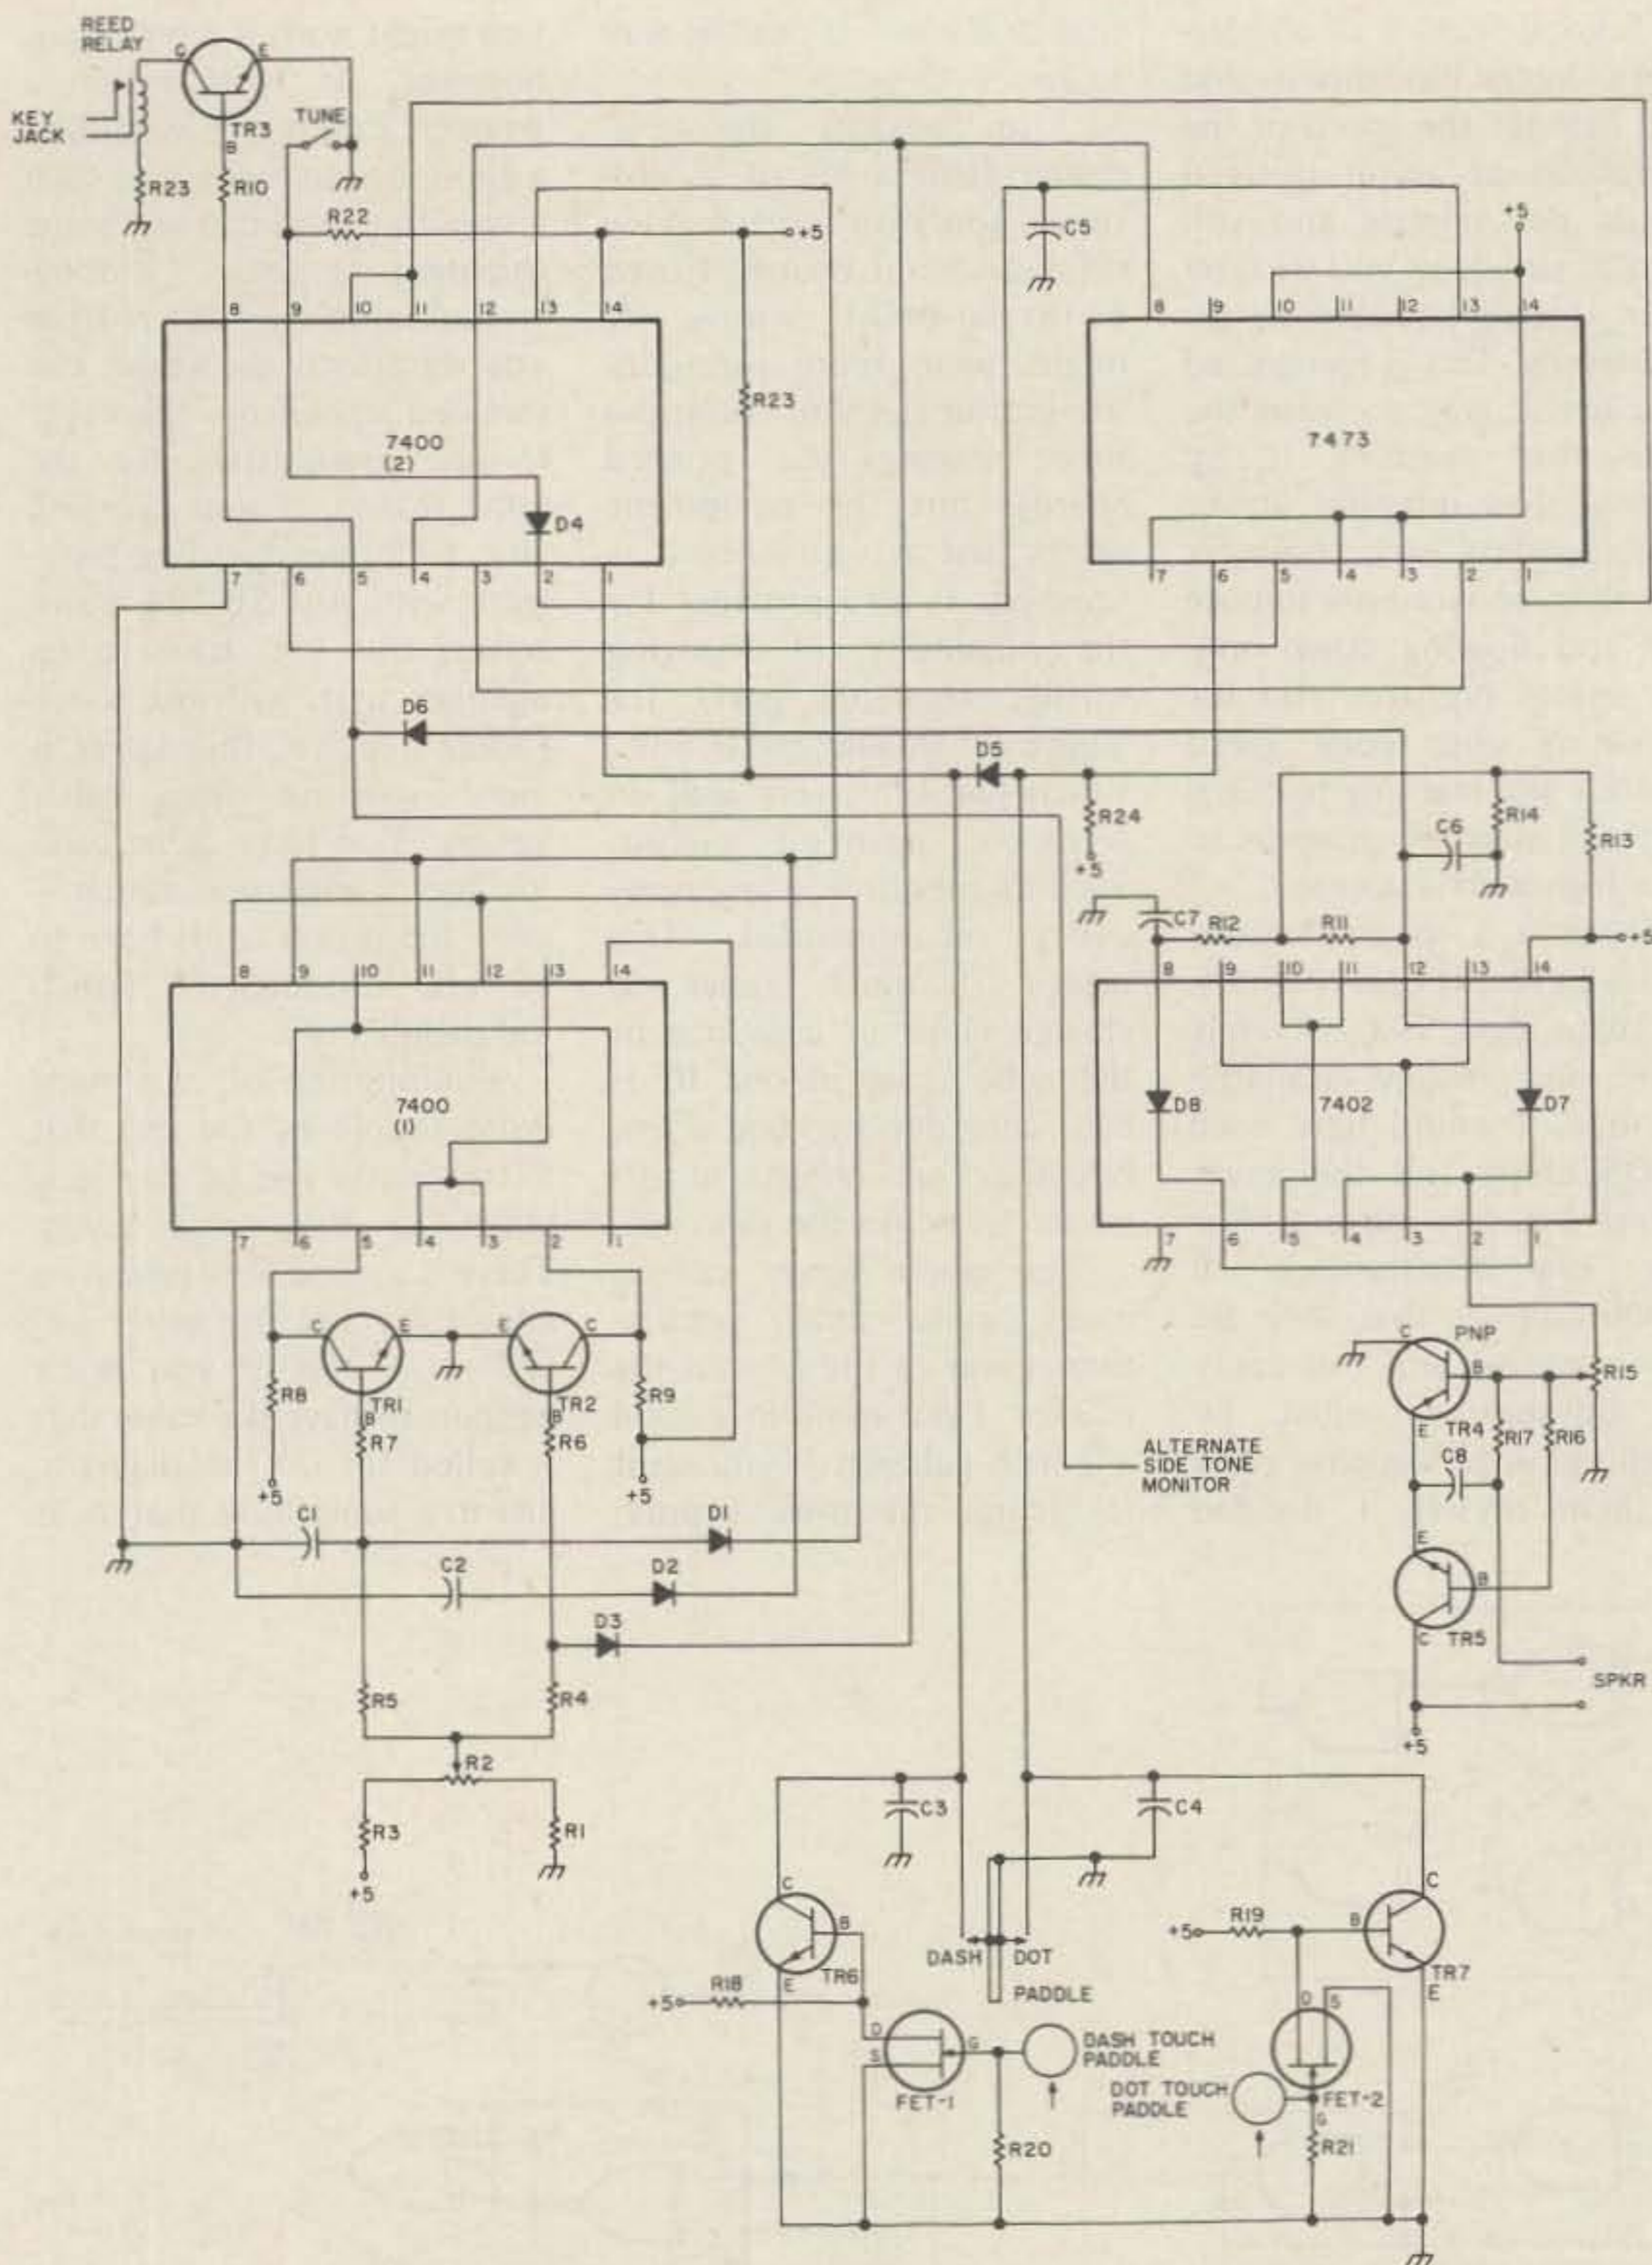 REED
RELAY
C
E
KEY
JACK
TR3
B
TUNE
R23
R10
R22
+5
C5
+5
8
9
10
11
12
13
14
8
9
10
11
12
13
14
R23
7400
(2)
7473
D4
7
6
5
4
3
2
1
7
6
5
4
3
2
1
D6
D5
R24
+5
C6
R14
R13
C7
R12
R11
+5
8
9
10
11
12
13
14
8
9
10
11
12
13
14
7400
(1)
D8
7402
D7
7
6
5
4
3
2
1
7
6
5
4
3
2
1
C
E
E
C
C
PNP
B
R15
R8
TR1
TR2
R9
B
R7
B
R6
E
TR4
R17
R16
ALTERNATE
SIDE TONE
MONITOR
C8
+5
+5
C1
D1
E
C2
D2
B
D3
C
TR5
SPKR
R5
R4
+5
R2
R3
R1
+5
C3
C4
C
C
B
+5
R19
B
DASH
DOT
TR6
E
TR7
E
+5
R18
PADDLE
D
S
D
S
G
DASH TOUCH
PADDLE
FET-1
DOT TOUCH
PADDLE
FET-2
G
R20
R21